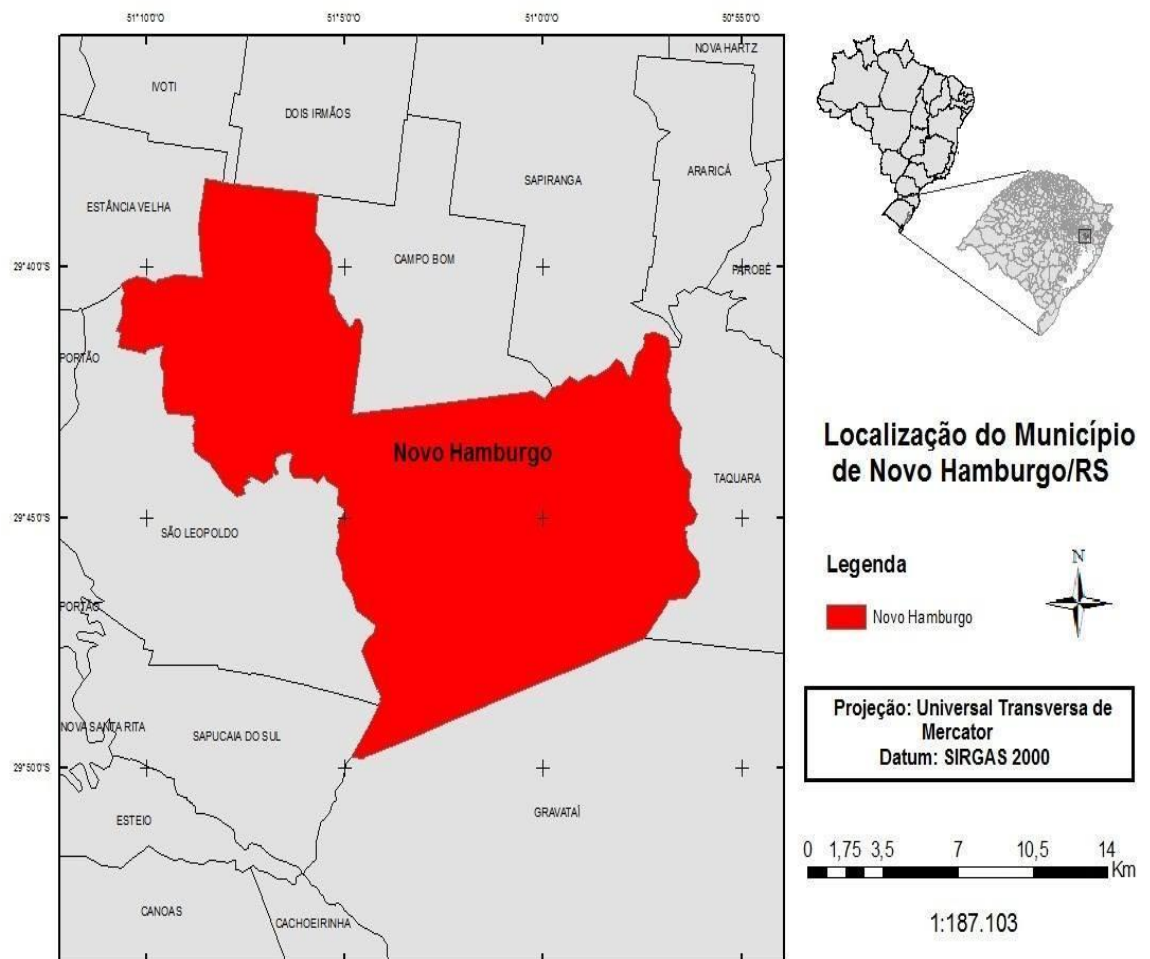 51°10'0"O
51°5'0"O
51°0'0"O
50°55'0"O
NOVA HARTZ
IVOTI
DOIS IRMÃOS
SAPIRANGA
ARARICÁ
ESTÂNCIA VELHA
CAMPO BOM
29°40'0"S
PAROBÉ
PORTÃO
Novo Hamburgo
TAQUARA
29°45'0"S
SÃO LEOPOLDO
PORTÃO
NOVA SANTA RITA
SAPUCAIA DO SUL
29°50'0"S
ESTEIO
GRAVATAÍ
CANOAS
CACHOEIRINHA
Localização do Município
de Novo Hamburgo/RS
Legenda
N
Novo Hamburgo
Projeção: Universal Transversa de
Mercator
Datum: SIRGAS 2000
0 1,75 3,5 7 10,5 14
Km
1:187.103